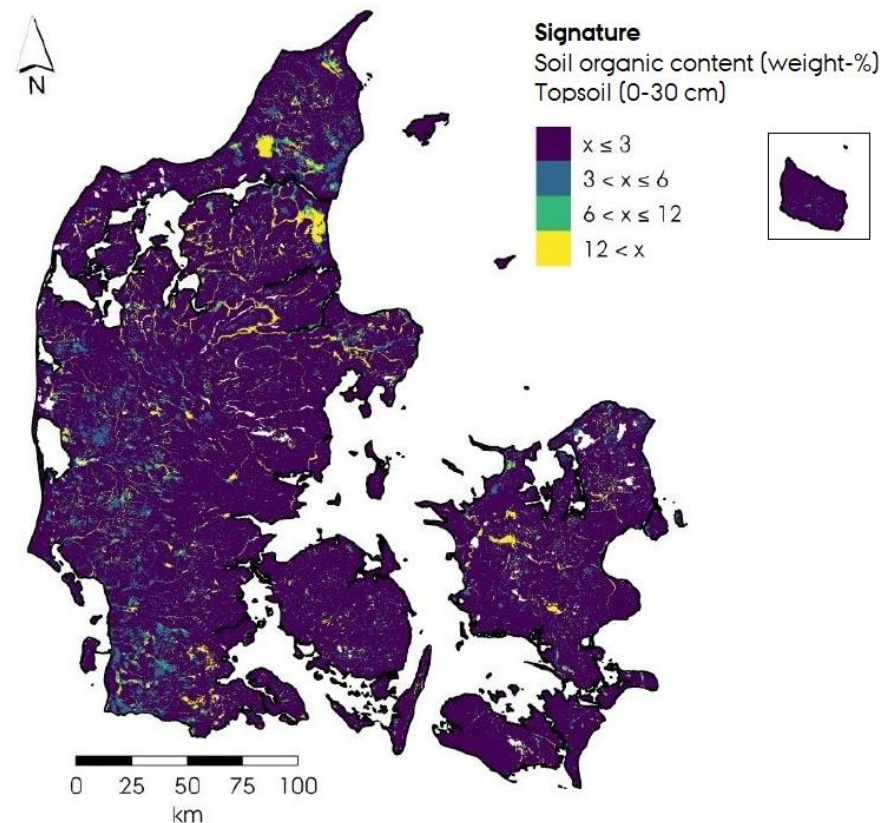 N
Signature
Soil organic content (weight-%)
Topsoil (0-30 cm)
x ≤ 3
3 < x ≤ 6
6 < x ≤ 12
12 < x
0 25 50 75 100
km